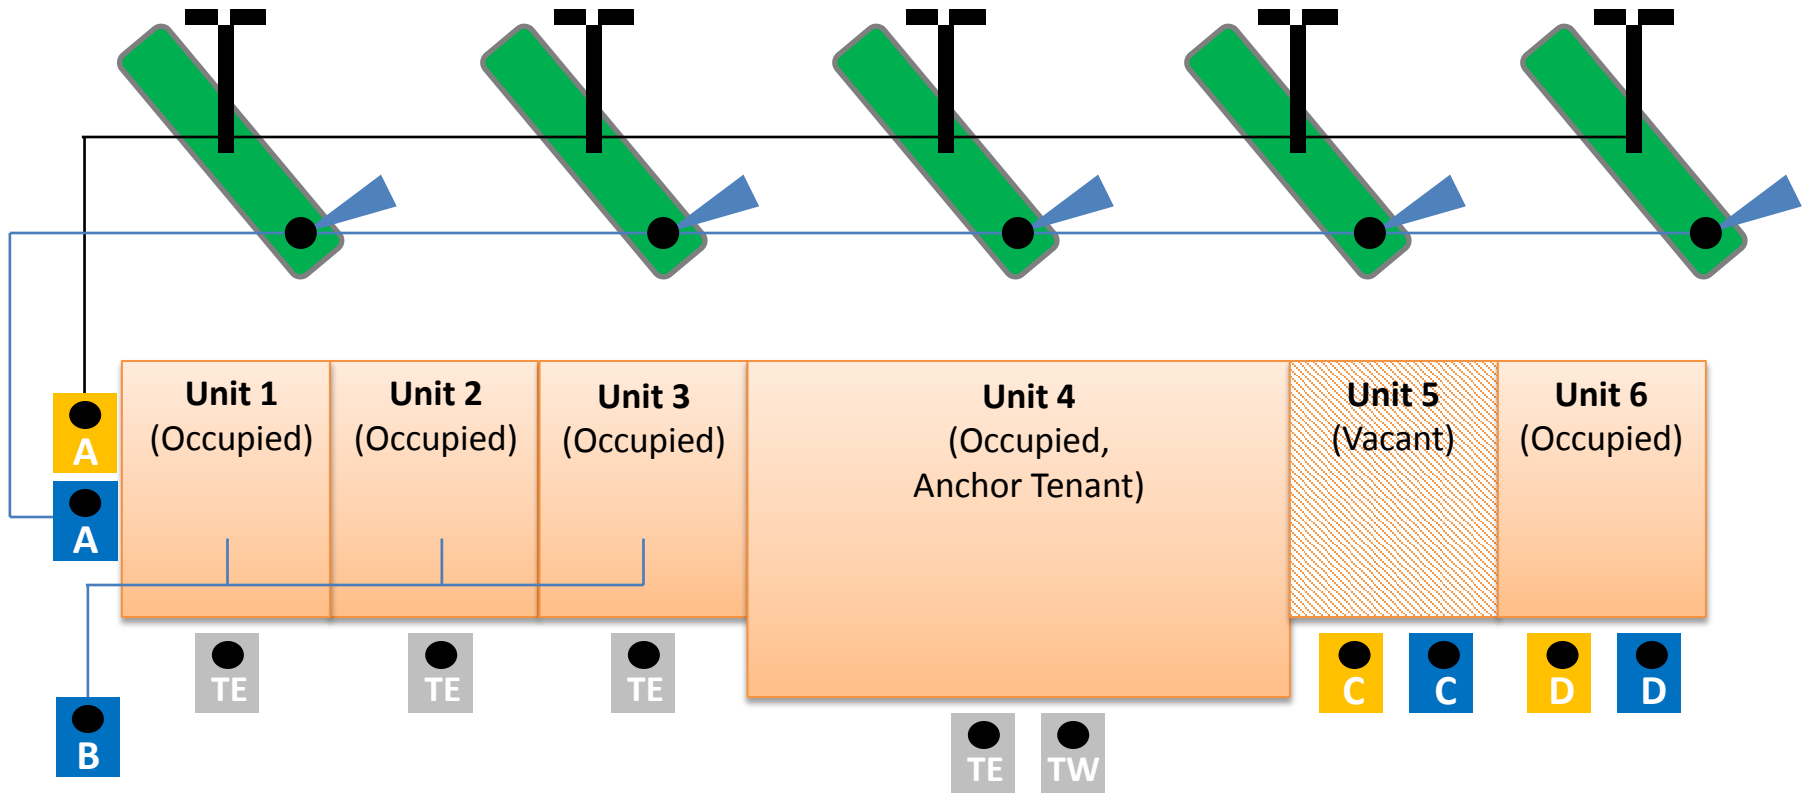 Unit 1
(Occupied)
Unit 2
(Occupied)
Unit 3
(Occupied)
Unit 4
(Occupied,
Anchor Tenant)
Unit 5
(Vacant)
Unit 6
(Occupied)
A
A
B
TE
TE
TE
TE
TW
C
C
D
D